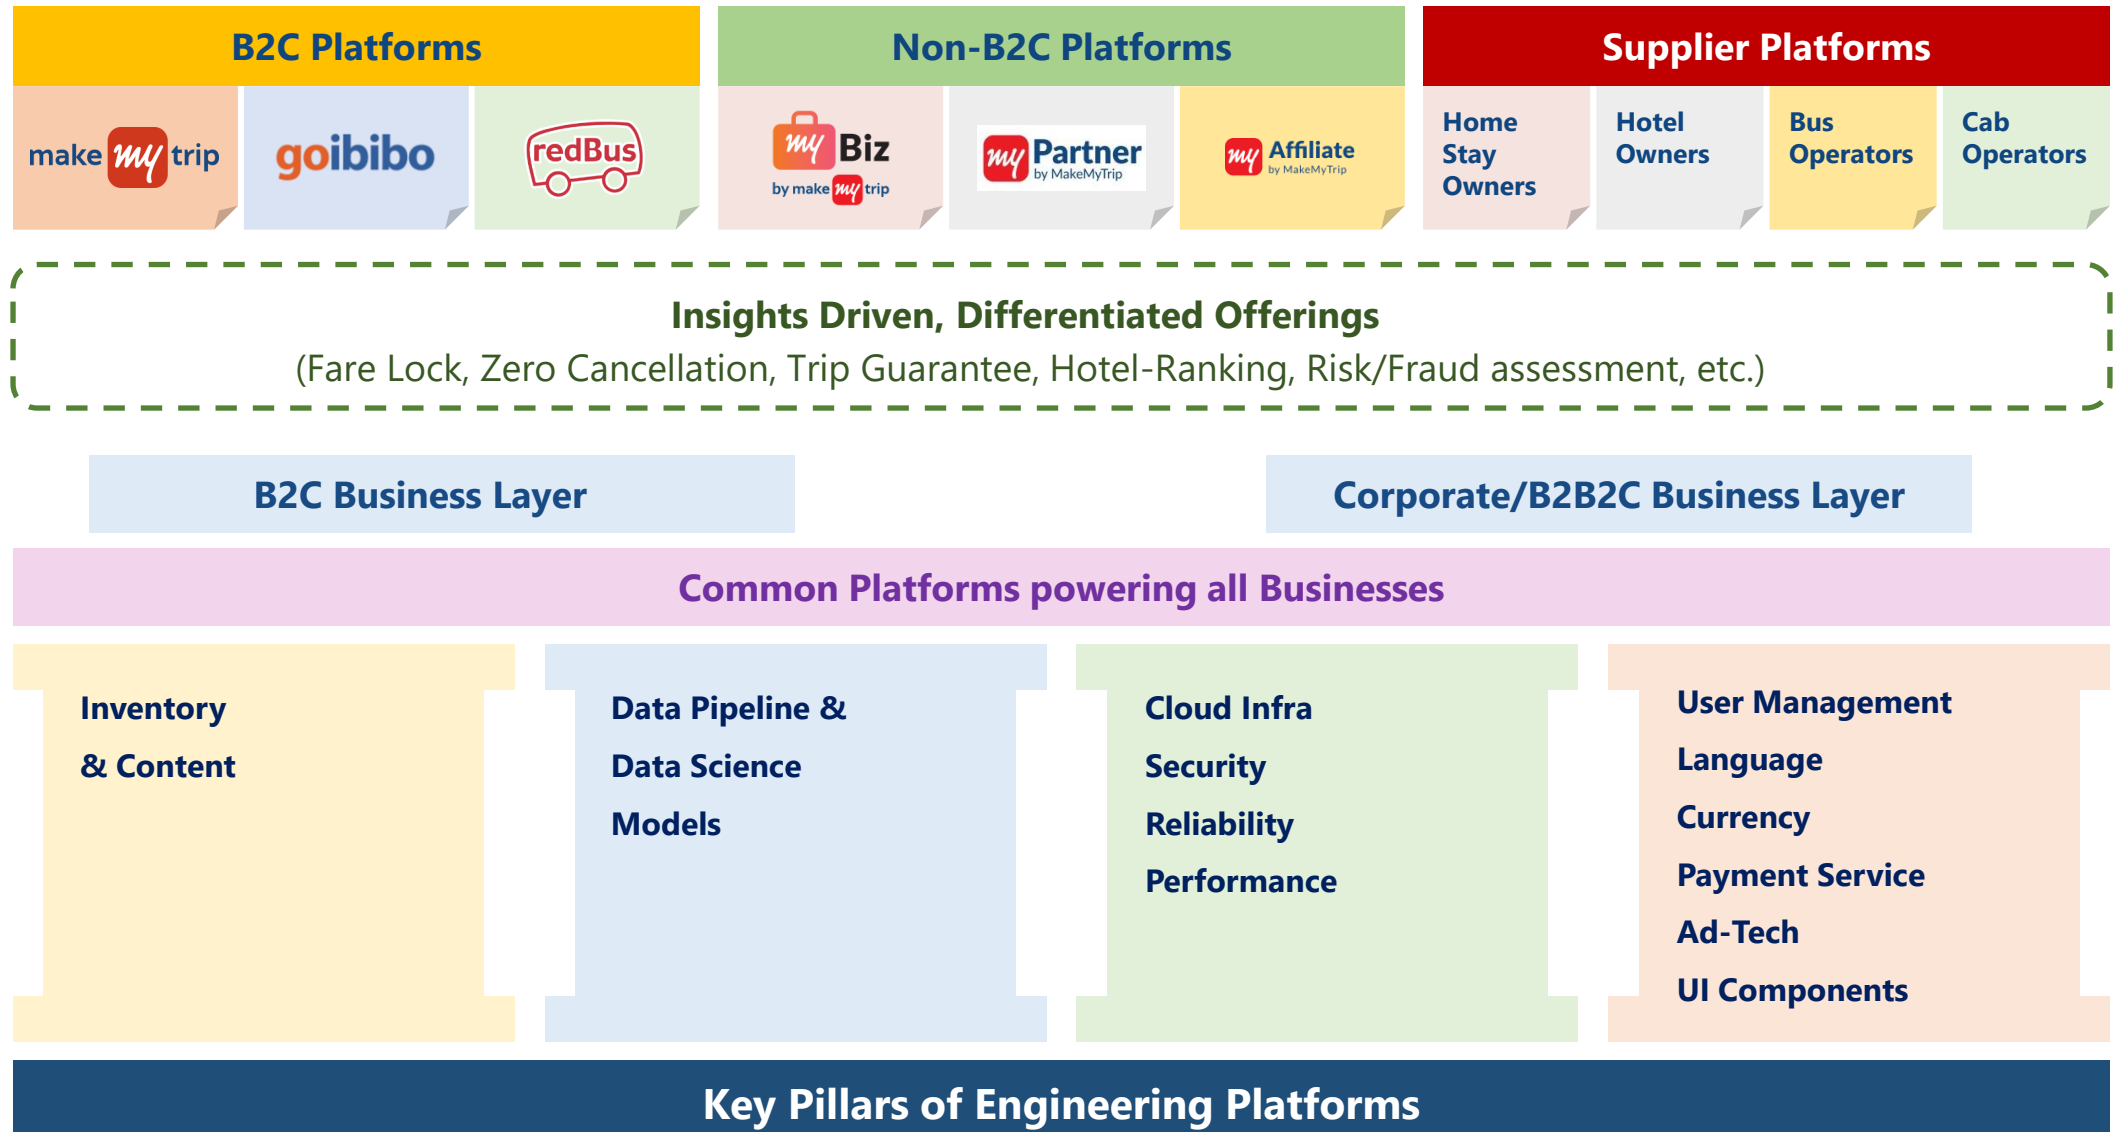 B2C Platforms
Non-B2C Platforms
Supplier Platforms
make my trip
goibibo
redBus
my Biz
by make my trip
my Partner
by MakeMyTrip
my Affiliate
by MakeMyTrip
Home
Stay
Owners
Hotel
Owners
Bus
Operators
Cab
Operators
Insights Driven, Differentiated Offerings
(Fare Lock, Zero Cancellation, Trip Guarantee, Hotel-Ranking, Risk/Fraud assessment, etc.)
B2C Business Layer
Corporate/B2B2C Business Layer
Common Platforms powering all Businesses
Inventory
& Content
Data Pipeline &
Data Science
Models
Cloud Infra
Security
Reliability
Performance
User Management
Language
Currency
Payment Service
Ad-Tech
UI Components
Key Pillars of Engineering Platforms